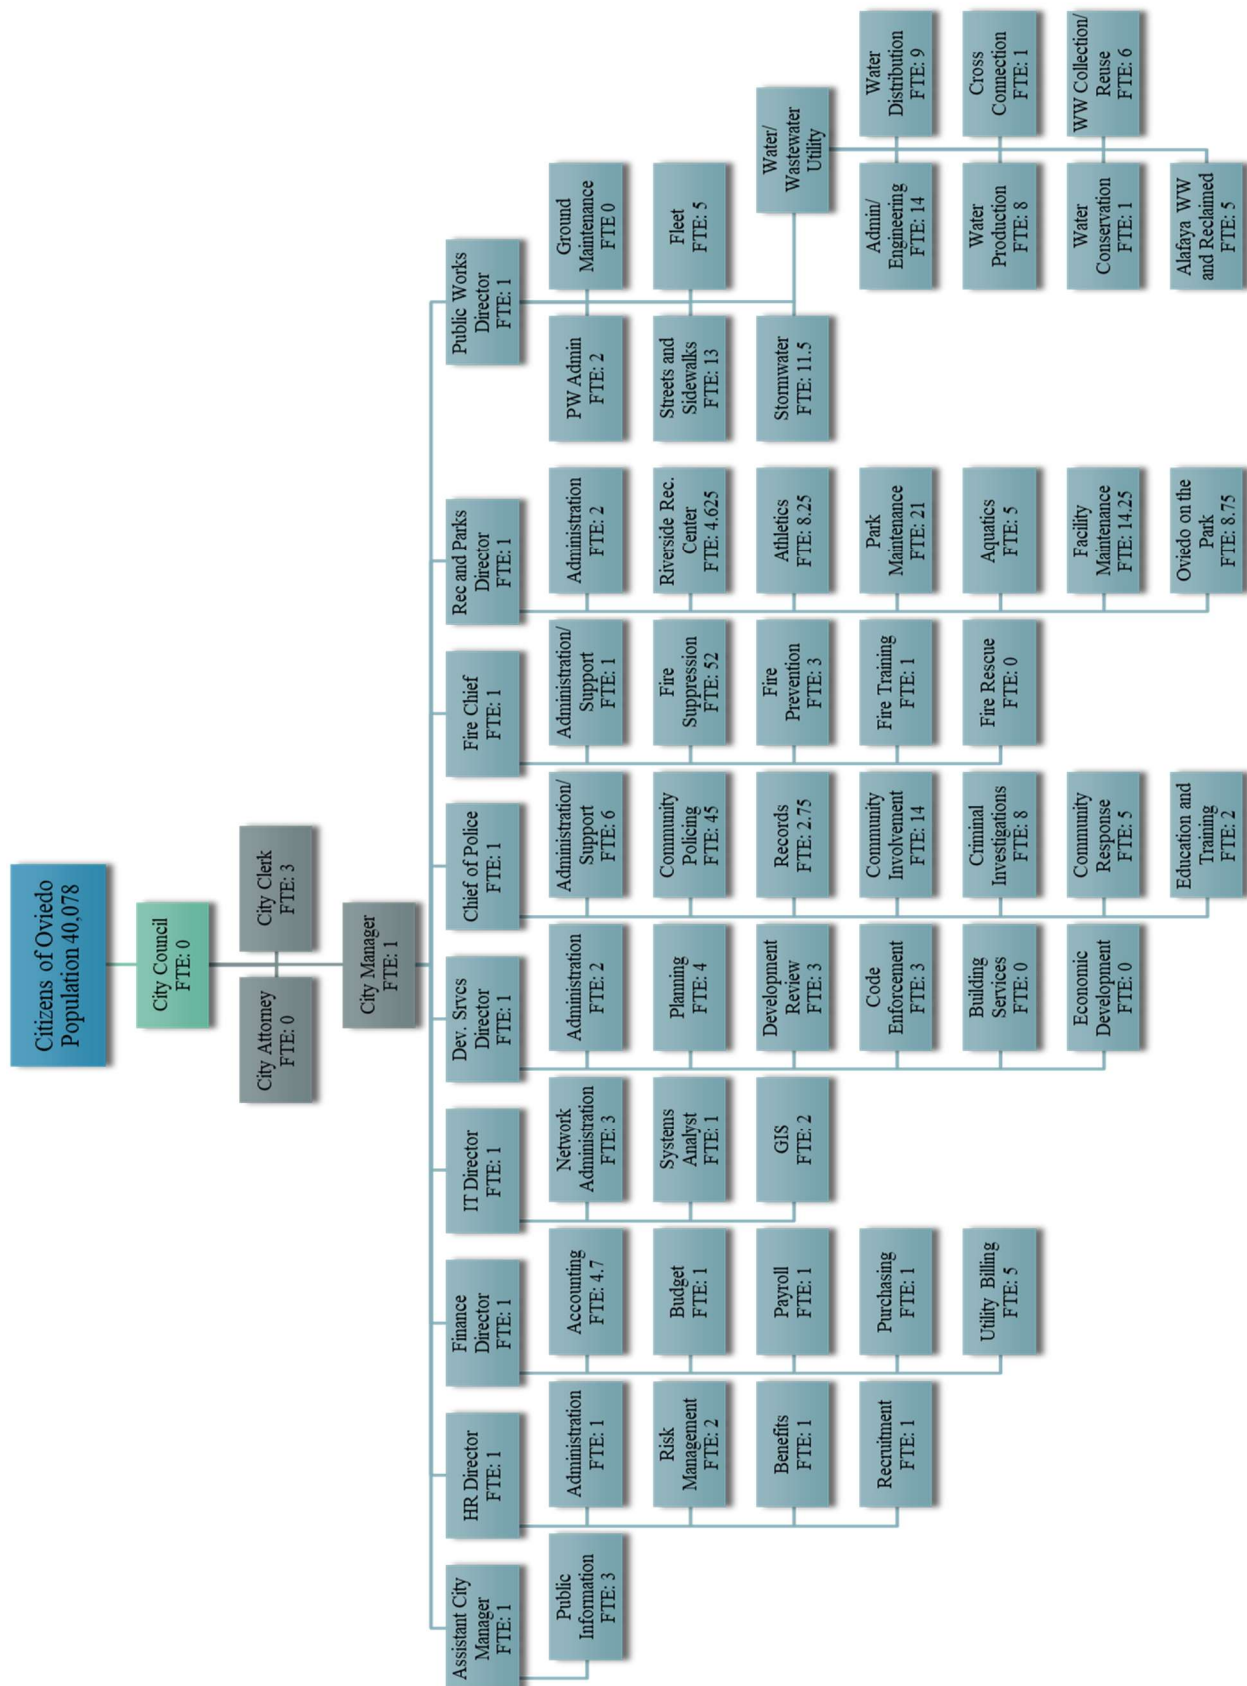 Citizens of Oviedo
Population 40,078
City Council
FTE: 0
City Attorney
FTE: 0
City Clerk
FTE: 3
City Manager
FTE: 1
Assistant City
Manager
FTE: 1
Public
Information
FTE: 3
HR Director
FTE: 1
Administration
FTE: 1
Risk
Management
FTE: 2
Benefits
FTE: 1
Recruitment
FTE: 1
Finance
Director
FTE: 1
Accounting
FTE: 4.7
Budget
FTE: 1
Payroll
FTE: 1
Purchasing
FTE: 1
Utility Billing
FTE: 5
IT Director
FTE: 1
Network
Administration
FTE: 3
Systems
Analyst
FTE: 1
GIS
FTE: 2
Dev. Srvcs
Director
FTE: 1
Administration
FTE: 2
Planning
FTE: 4
Development
Review
FTE: 3
Code
Enforcement
FTE: 3
Building
Services
FTE: 0
Economic
Development
FTE: 0
Chief of Police
FTE: 1
Administration/
Support
FTE: 6
Community
Policing
FTE: 45
Records
FTE: 2.75
Community
Involvement
FTE: 14
Criminal
Investigations
FTE: 8
Community
Response
FTE: 5
Education and
Training
FTE: 2
Fire Chief
FTE: 1
Administration/
Support
FTE: 1
Fire
Suppression
FTE: 52
Fire
Prevention
FTE: 3
Fire Training
FTE: 1
Fire Rescue
FTE: 0
Rec and Parks
Director
FTE: 1
Administration
FTE: 2
Riverside Rec.
Center
FTE: 4.625
Athletics
FTE: 8.25
Park
Maintenance
FTE: 21
Aquatics
FTE: 5
Facility
Maintenance
FTE: 14.25
Oviedo on the
Park
FTE: 8.75
Public Works
Director
FTE: 1
PW Admin
FTE: 2
Ground
Maintenance
FTE 0
Streets and
Sidewalks
FTE: 13
Fleet
FTE: 5
Stormwater
FTE: 11.5
Water/
Wastewater
Utility
Admin/
Engineering
FTE: 14
Water
Distribution
FTE: 9
Water
Production
FTE: 8
Cross
Connection
FTE: 1
Water
Conservation
FTE: 1
WW Collection/
Reuse
FTE: 6
Alafaya WW
and Reclaimed
FTE: 5